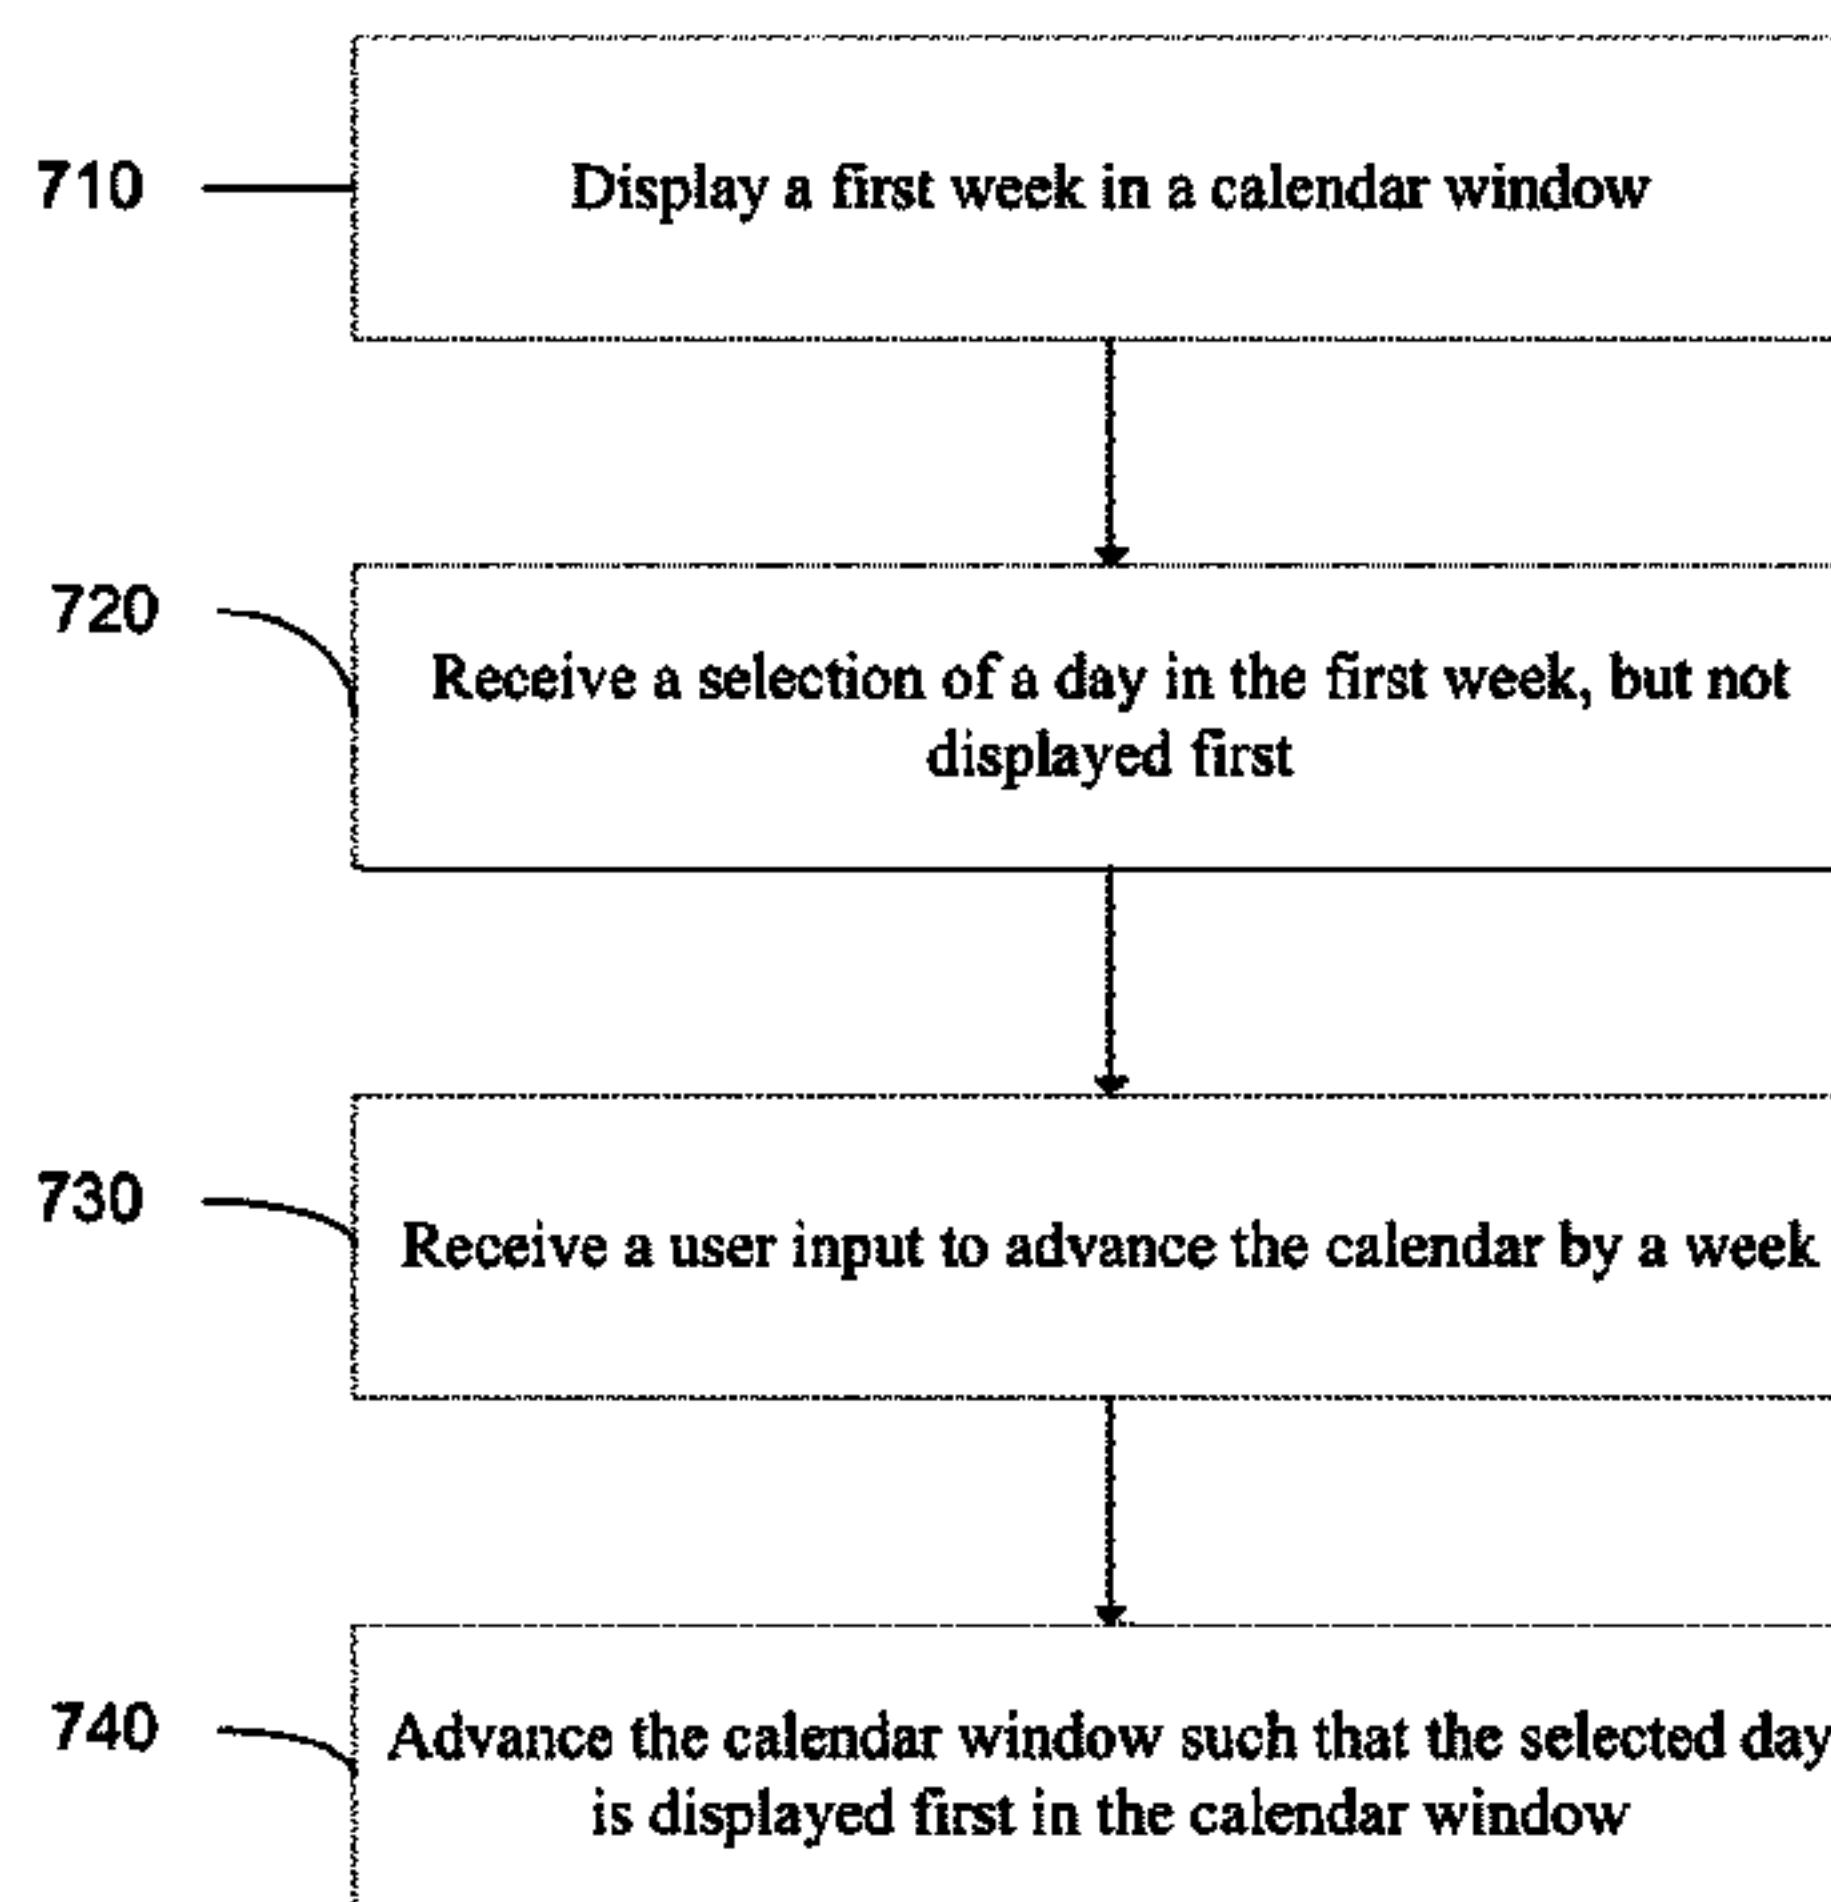 710
Display a first week in a calendar window
720
Receive a selection of a day in the first week, but not
displayed first
730
Receive a user input to advance the calendar by a week
740
Advance the calendar window such that the selected day
is displayed first in the calendar window